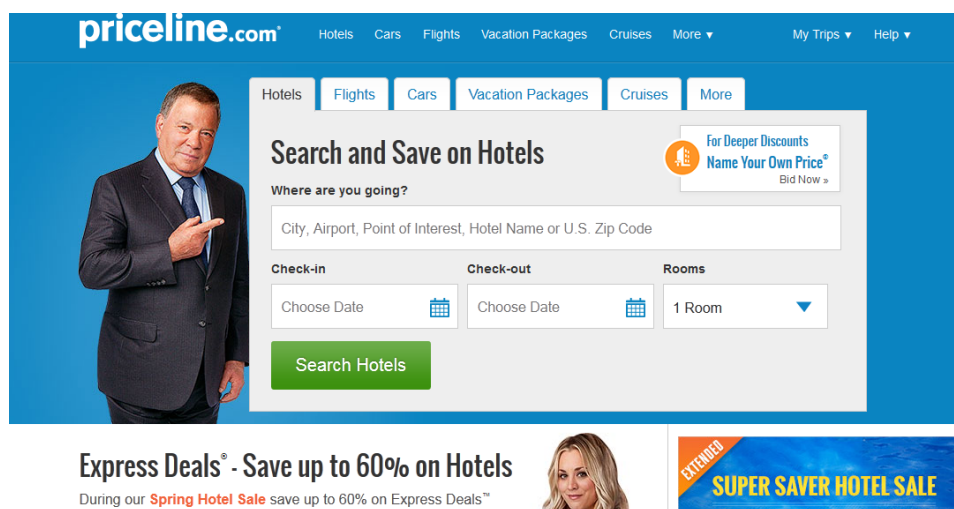 priceline.com®
Hotels Cars Flights Vacation Packages Cruises More ▼ My Trips ▼ Help ▼
Hotels Flights Cars Vacation Packages Cruises More
Search and Save on Hotels
For Deeper Discounts
Name Your Own Price®
Bid Now »
Where are you going?
City, Airport, Point of Interest, Hotel Name or U.S. Zip Code
Check-in Check-out Rooms
Choose Date Choose Date 1 Room
Search Hotels
Express Deals® - Save up to 60% on Hotels
During our Spring Hotel Sale save up to 60% on Express Deals™
EXTENDED
SUPER SAVER HOTEL SALE